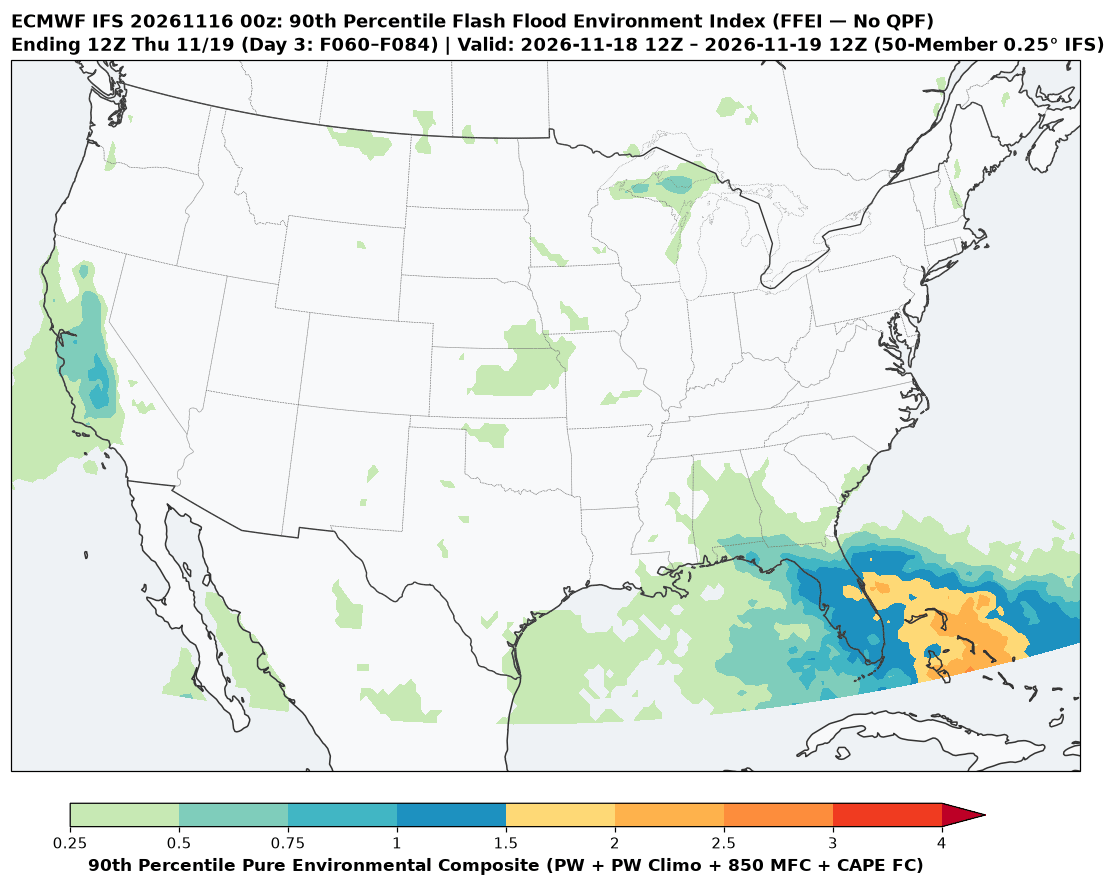 ECMWF IFS 20261116 00z: 90th Percentile Flash Flood Environment Index (FFEI — No QPF)
Ending 12Z Thu 11/19 (Day 3: F060–F084) | Valid: 2026-11-18 12Z – 2026-11-19 12Z (50-Member 0.25° IFS)
0.25 0.5 0.75 1 1.5 2 2.5 3 4
90th Percentile Pure Environmental Composite (PW + PW Climo + 850 MFC + CAPE FC)